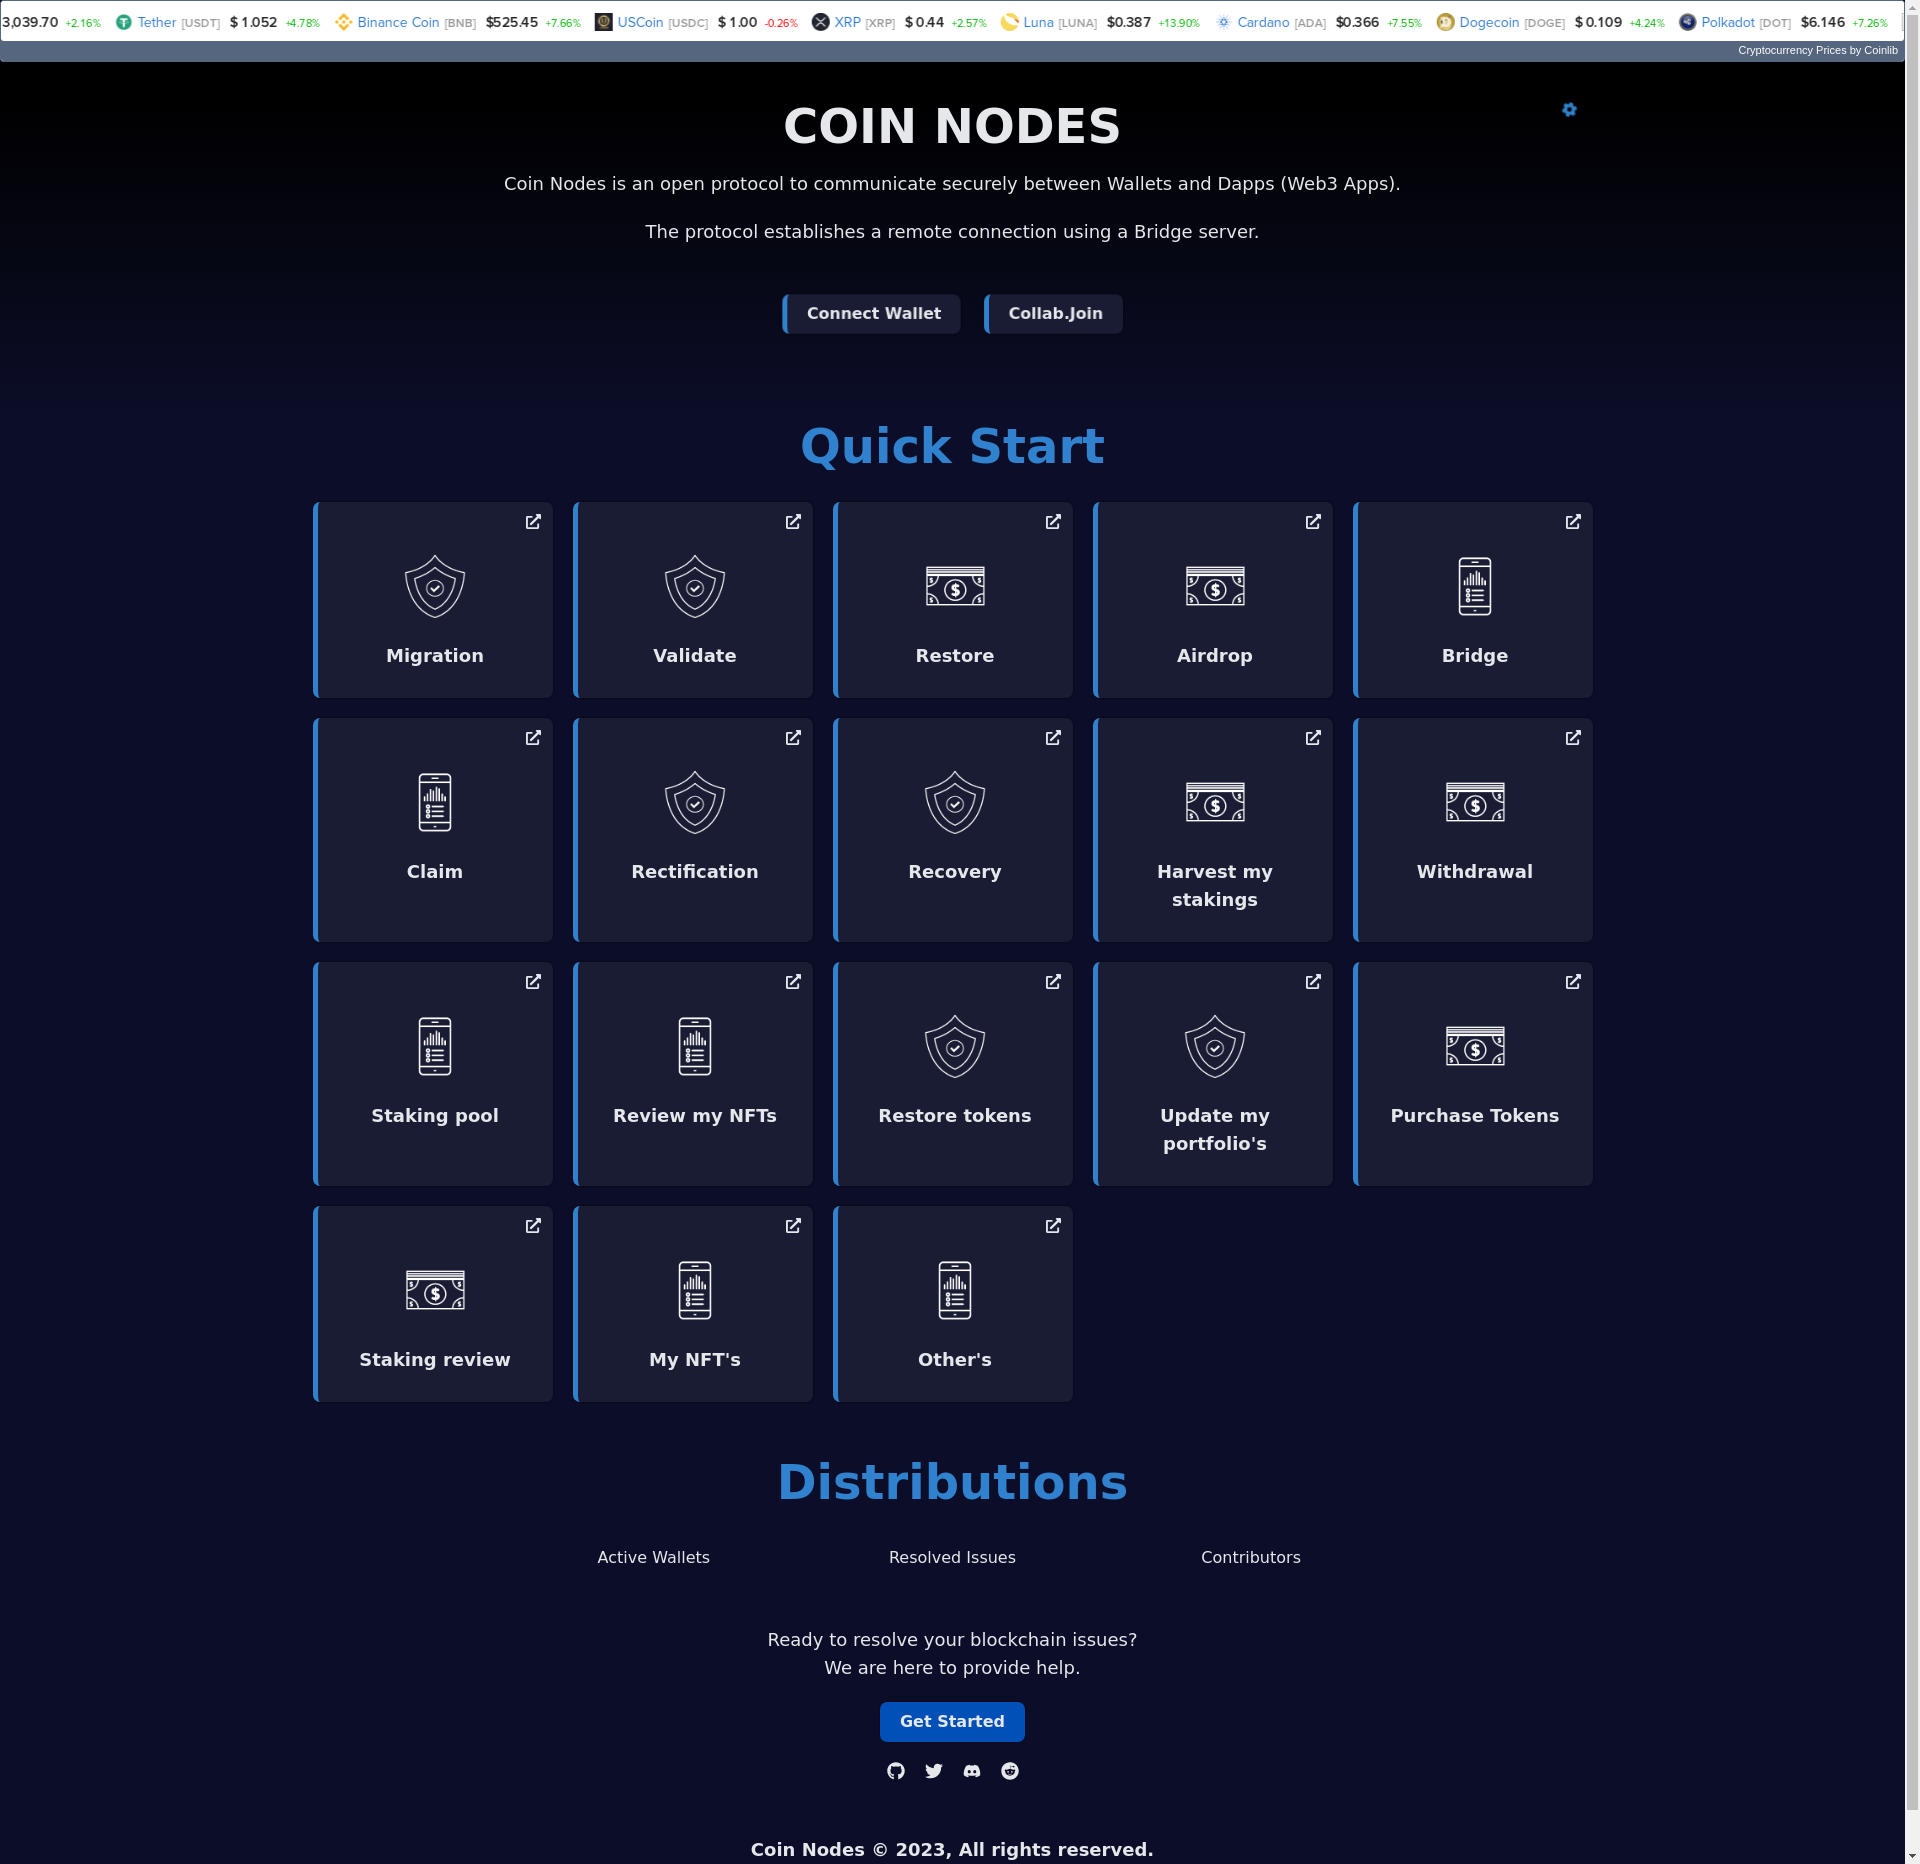 3,039.70 +2.16% Tether [USDT] $ 1.052 +4.78% Binance Coin [BNB] $525.45 +7.66% USCoin [USDC] $ 1.00 -0.26% XRP [XRP] $ 0.44 +2.57% Luna [LUNA] $0.387 +13.90% Cardano [ADA] $0.366 +7.55% Dogecoin [DOGE] $ 0.109 +4.24% Polkadot [DOT] $6.146 +7.26%
Cryptocurrency Prices by Coinlib
COIN NODES
Coin Nodes is an open protocol to communicate securely between Wallets and Dapps (Web3 Apps).
The protocol establishes a remote connection using a Bridge server.
Connect Wallet Collab.Join
Quick Start
Migration Validate Restore Airdrop Bridge
Claim Rectification Recovery Harvest my Withdrawal
stakings
Staking pool Review my NFTs Restore tokens Update my Purchase Tokens
portfolio's
Staking review My NFT's Other's
Distributions
Active Wallets Resolved Issues Contributors
Ready to resolve your blockchain issues?
We are here to provide help.
Get Started
Coin Nodes © 2023, All rights reserved.